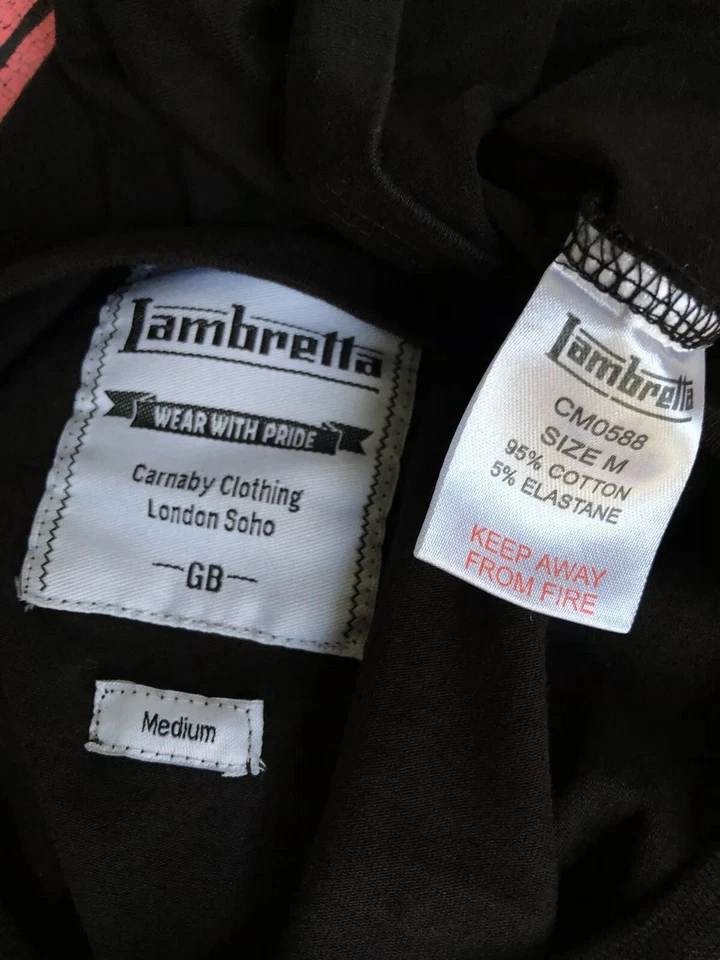 Lambretta
WEAR WITH PRIDE
Carnaby Clothing
London Soho
GB
Medium
Lambretta
CM0588
SIZE M
95% COTTON
5% ELASTANE
KEEP AWAY
FROM FIRE